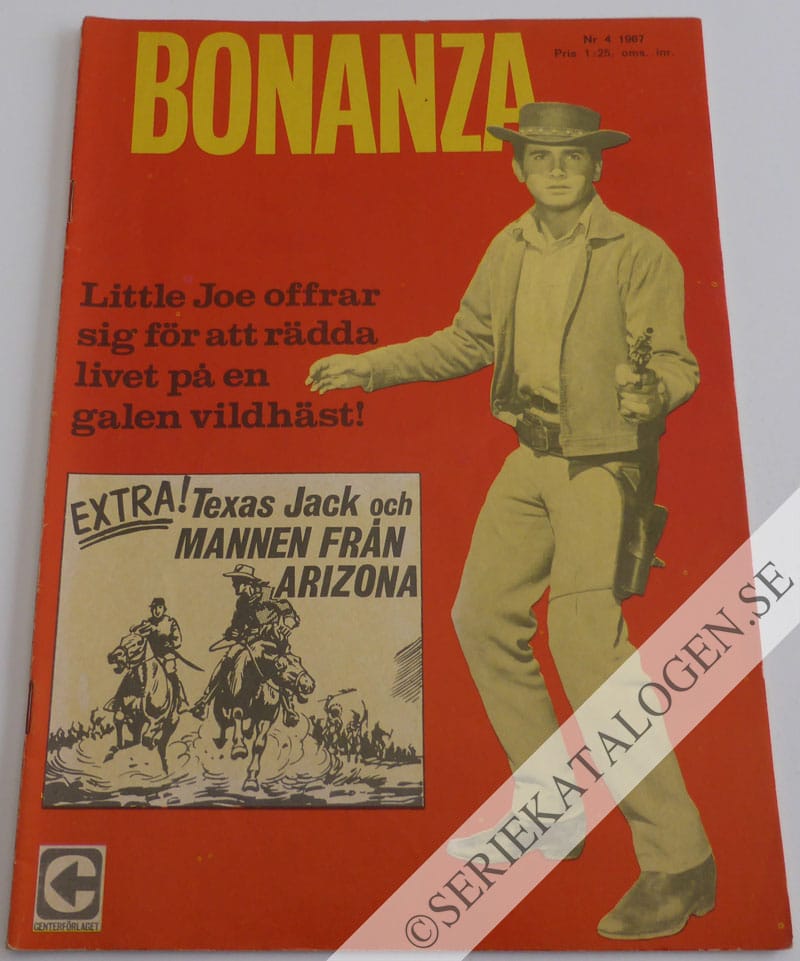 BONANZA
Nr 4 1967
Pris 1:25, oms. inr.
Little Joe offrar
sig för att rädda
livet på en
galen vildhäst!
EXTRA! Texas Jack och
MANNEN FRÅN
ARIZONA
CENTERFÖRLAGET
©SERIEKATALOGEN.SE